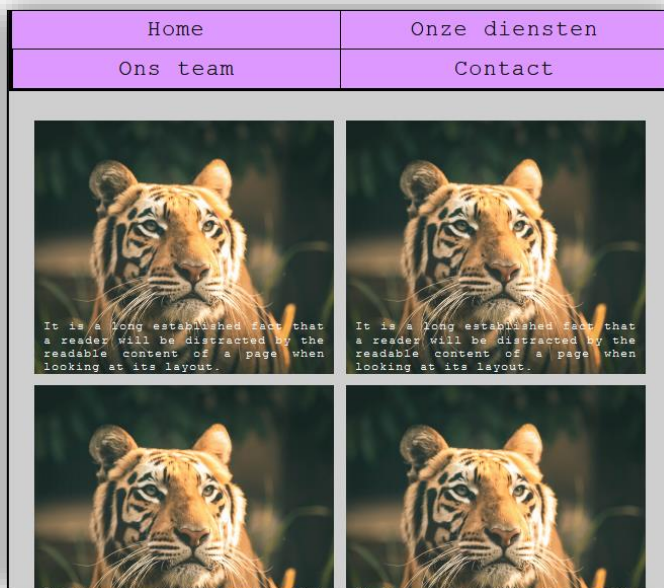 Home
Onze diensten
Ons team
Contact
It is a long established fact that
a reader will be distracted by the
readable content of a page when
looking at its layout.
It is a long established fact that
a reader will be distracted by the
readable content of a page when
looking at its layout.